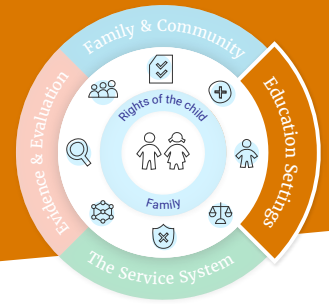 Family & Community
Education Settings
The Service System
Evidence & Evaluation
Rights of the child
Family